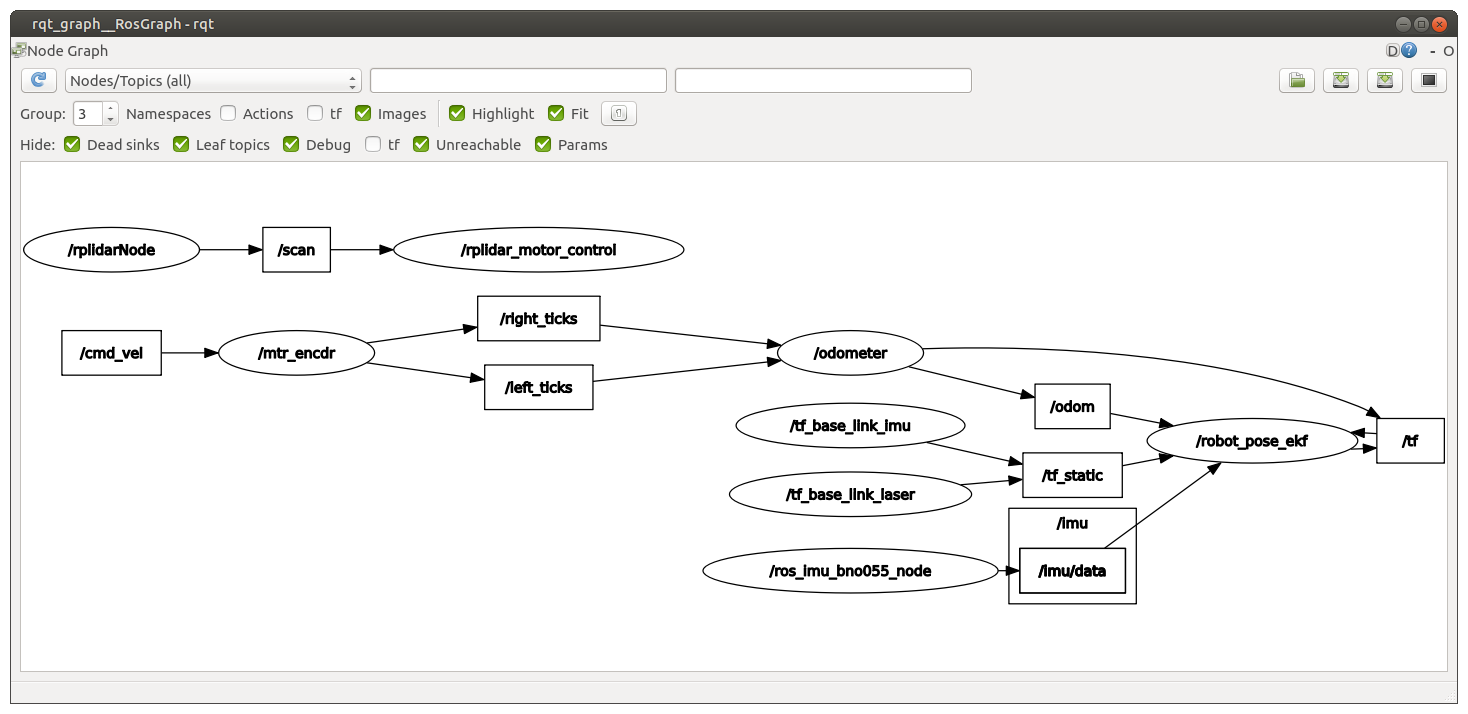 rqt_graph__RosGraph - rqt
Node Graph
D ? - O
Nodes/Topics (all)
Group: 3 Namespaces Actions tf Images Highlight Fit
Hide: Dead sinks Leaf topics Debug tf Unreachable Params
/rplidarNode /scan /rplidar_motor_control
/right_ticks
/cmd_vel /mtr_encdr /odometer
/left_ticks
/odom
/tf_base_link_imu
/robot_pose_ekf /tf
/tf_static
/tf_base_link_laser
/imu
/ros_imu_bno055_node /imu/data